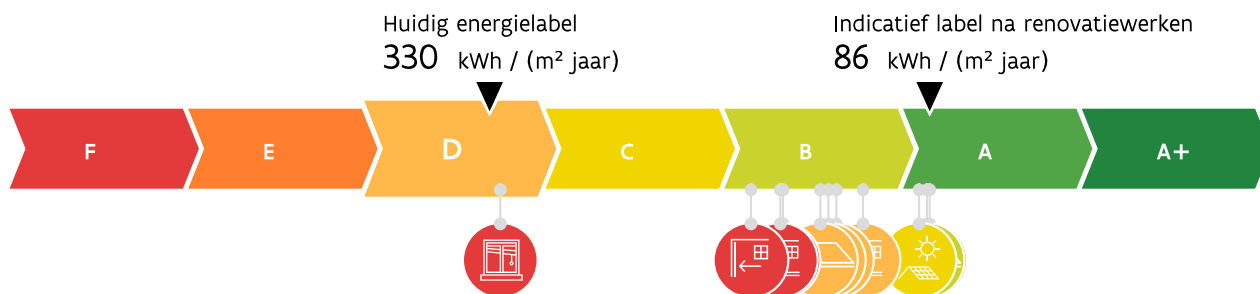 Huidig energielabel
330 kWh / (m² jaar)
Indicatief label na renovatiewerken
86 kWh / (m² jaar)
F E D C B A A+